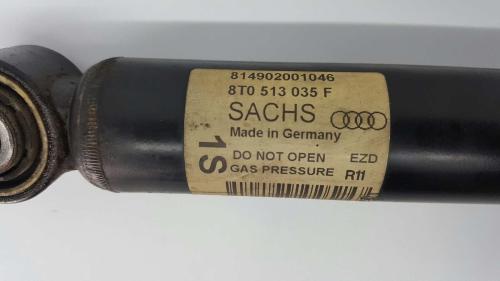 814902001046
8T0 513 035 F
SACHS
Made in Germany
1S
DO NOT OPEN EZD
GAS PRESSURE R11